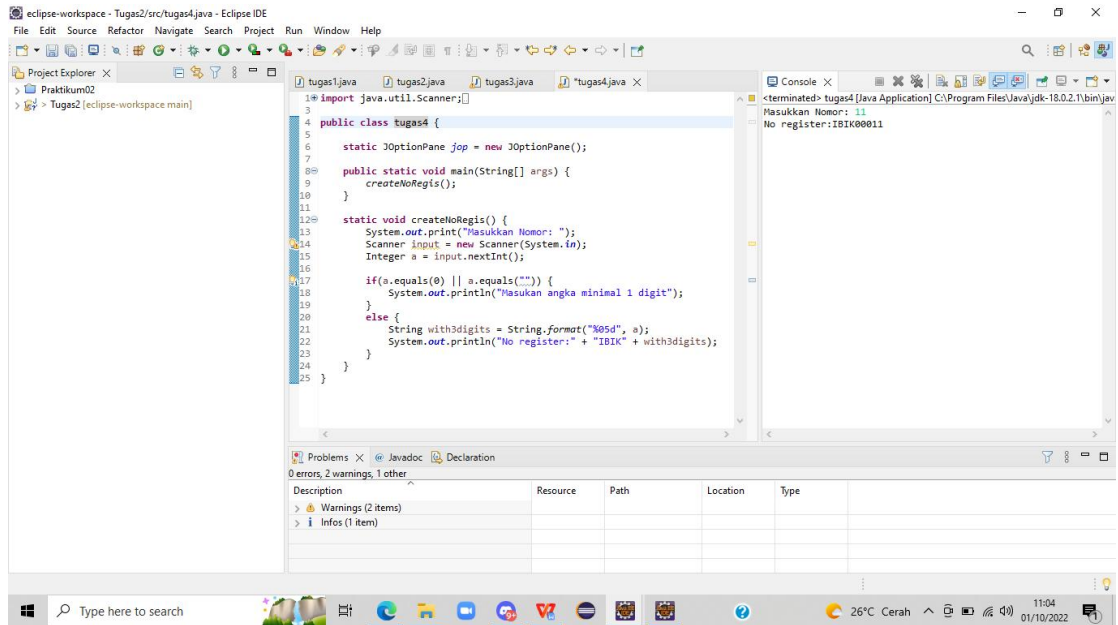 eclipse-workspace - Tugas2/src/tugas4.java - Eclipse IDE
File Edit Source Refactor Navigate Search Project Run Window Help
Project Explorer
Praktikum02
> Tugas2 [eclipse-workspace main]
tugas1.java tugas2.java tugas3.java *tugas4.java
1 import java.util.Scanner;
3
4 public class tugas4 {
5
6 static JOptionPane jop = new JOptionPane();
7
8 public static void main(String[] args) {
9 createNoRegis();
10 }
11
12 static void createNoRegis() {
13 System.out.print("Masukkan Nomor: ");
14 Scanner input = new Scanner(System.in);
15 Integer a = input.nextInt();
16
17 if(a.equals(0) || a.equals("")) {
18 System.out.println("Masukan angka minimal 1 digit");
19 }
20 else {
21 String with3digits = String.format("%05d", a);
22 System.out.println("No register:" + "IBIK" + with3digits);
23 }
24 }
25 }
Console
<terminated> tugas4 [Java Application] C:\Program Files\Java\jdk-18.0.2.1\bin\jav
Masukkan Nomor: 11
No register:IBIK00011
Problems @ Javadoc Declaration
0 errors, 2 warnings, 1 other
Description Resource Path Location Type
Warnings (2 items)
Infos (1 item)
Type here to search
26°C Cerah
11:04
01/10/2022